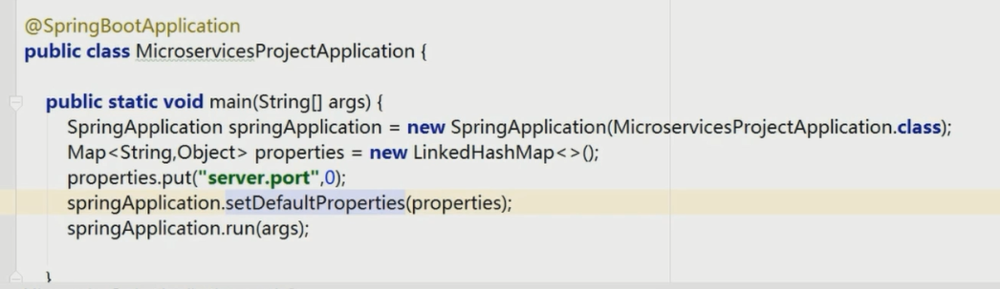 @SpringBootApplication
public class MicroservicesProjectApplication {
public static void main(String[] args) {
SpringApplication springApplication = new SpringApplication(MicroservicesProjectApplication.class);
Map<String,Object> properties = new LinkedHashMap<>();
properties.put("server.port",0);
springApplication.setDefaultProperties(properties);
springApplication.run(args);
}